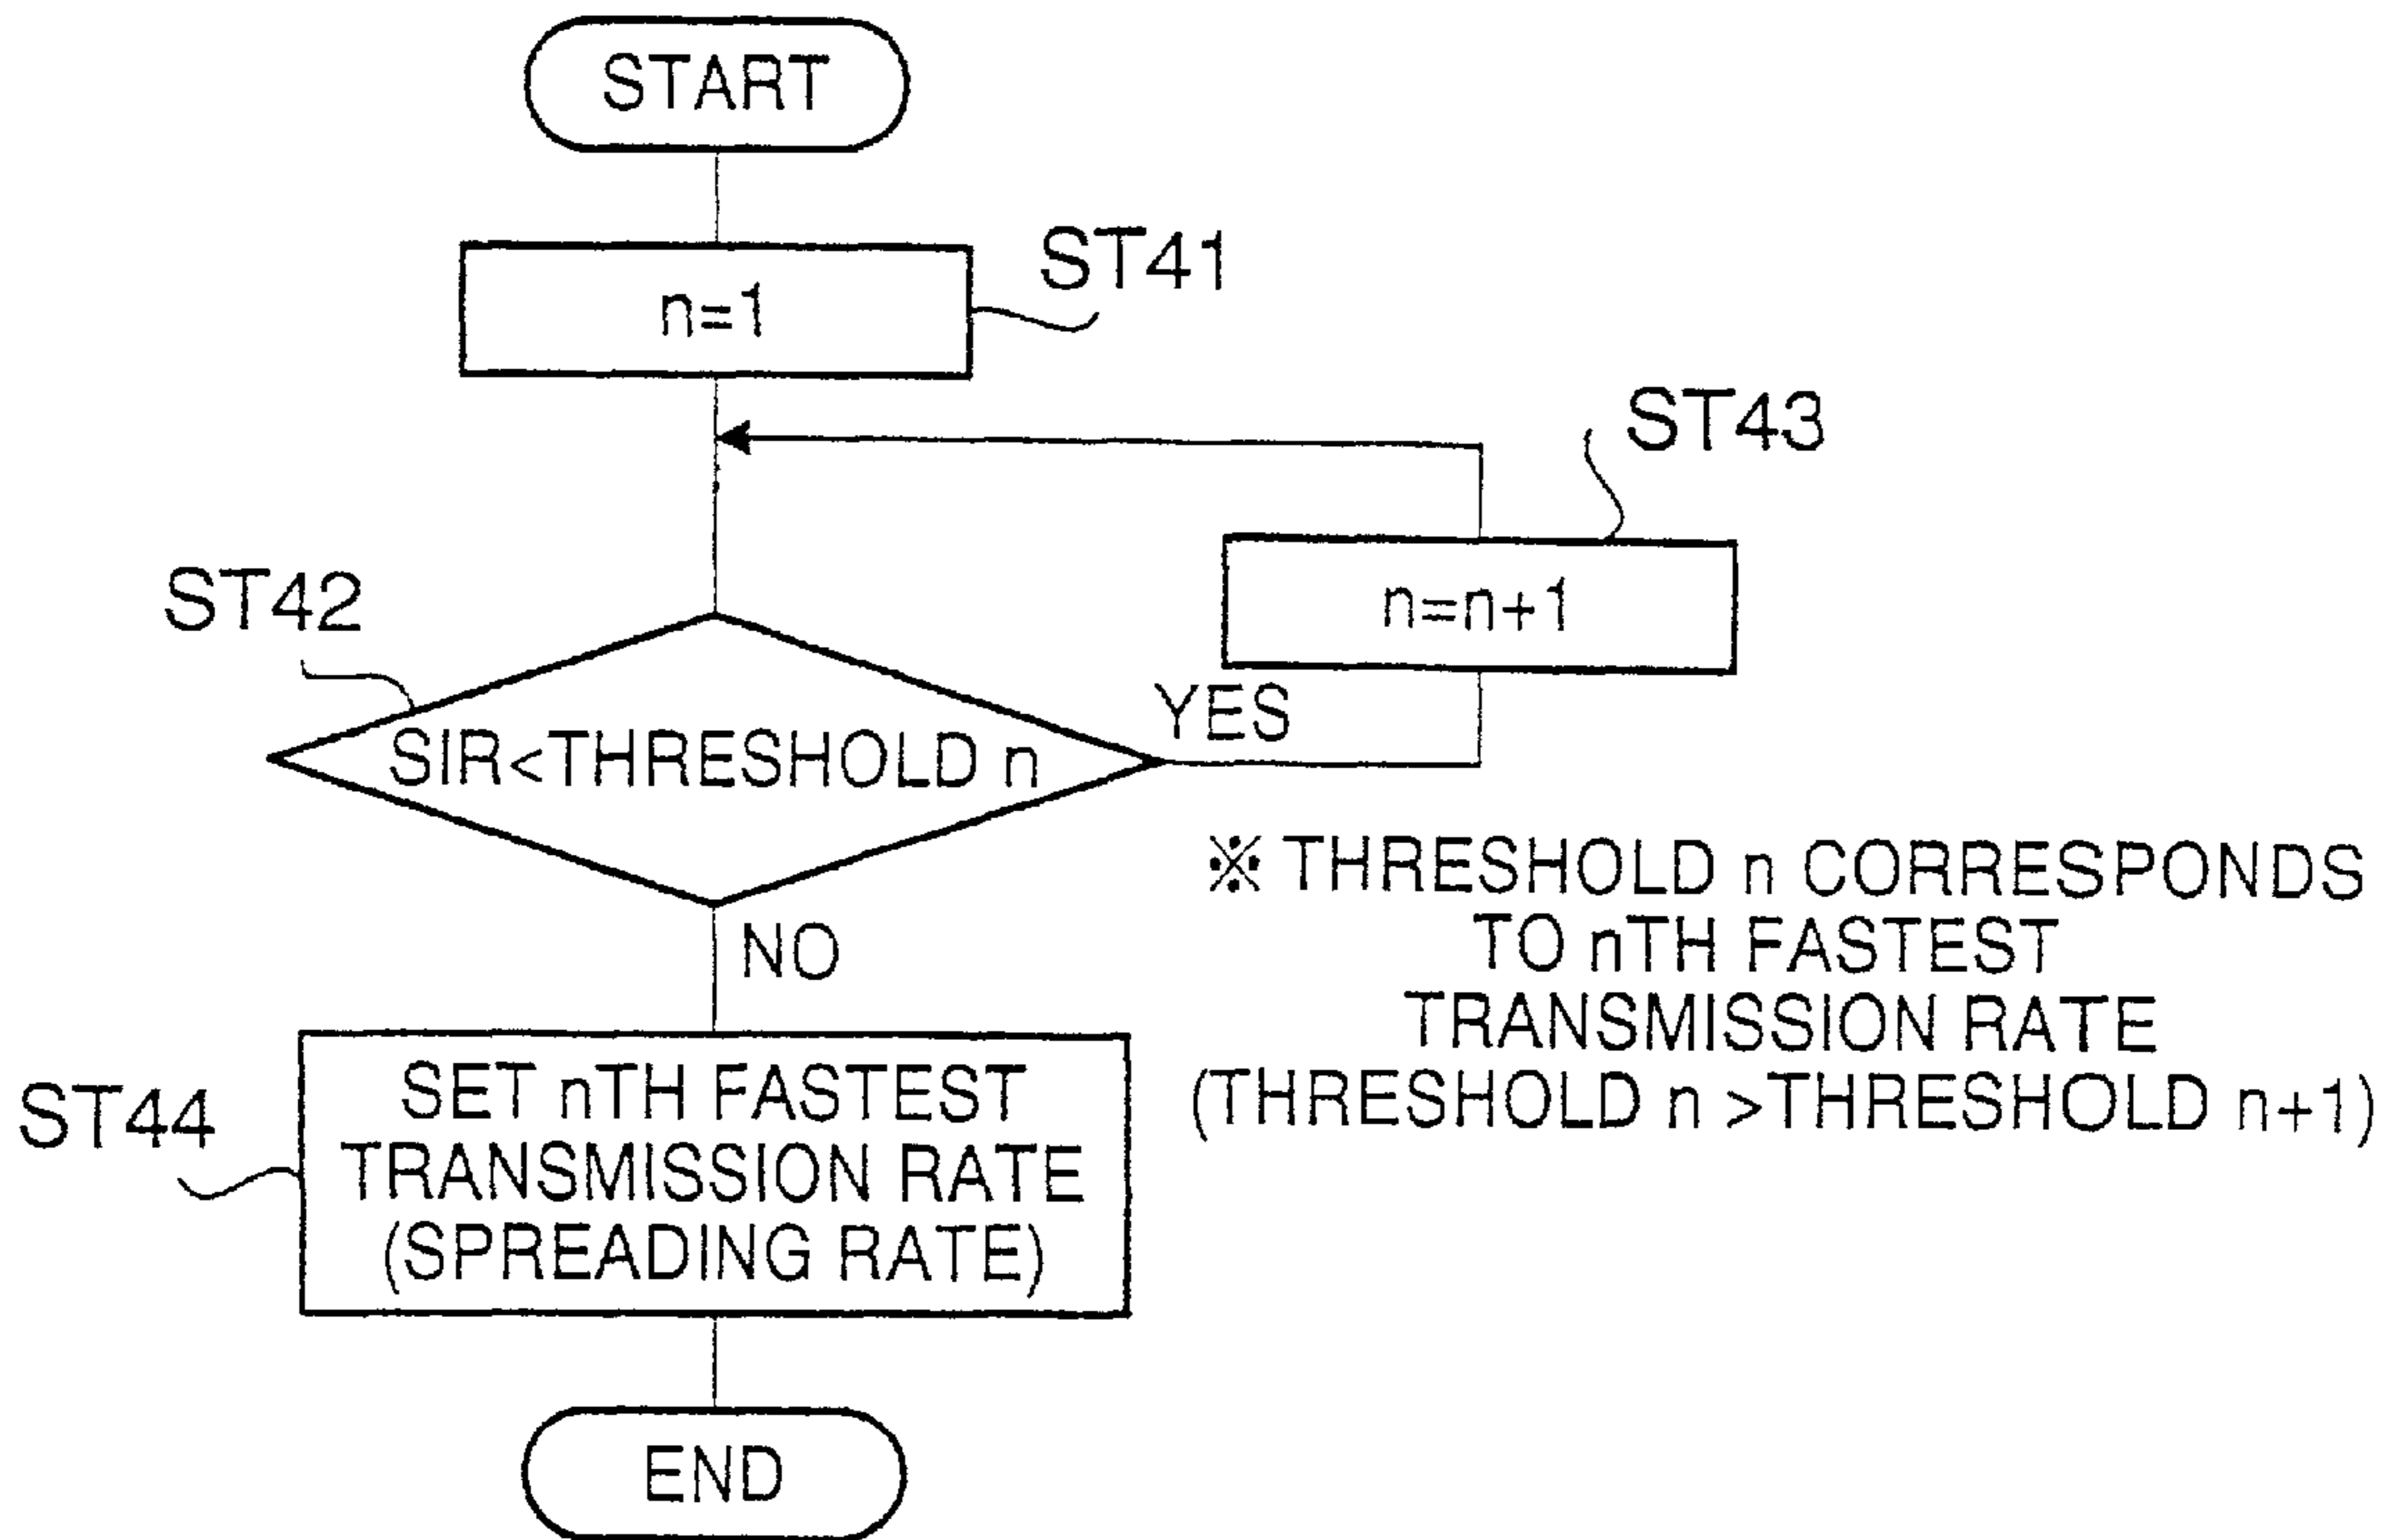 START
n=1
ST41
ST43
n=n+1
ST42
SIR<THRESHOLD n
YES
NO
※ THRESHOLD n CORRESPONDS
TO nTH FASTEST
TRANSMISSION RATE
(THRESHOLD n >THRESHOLD n+1)
ST44
SET nTH FASTEST
TRANSMISSION RATE
(SPREADING RATE)
END